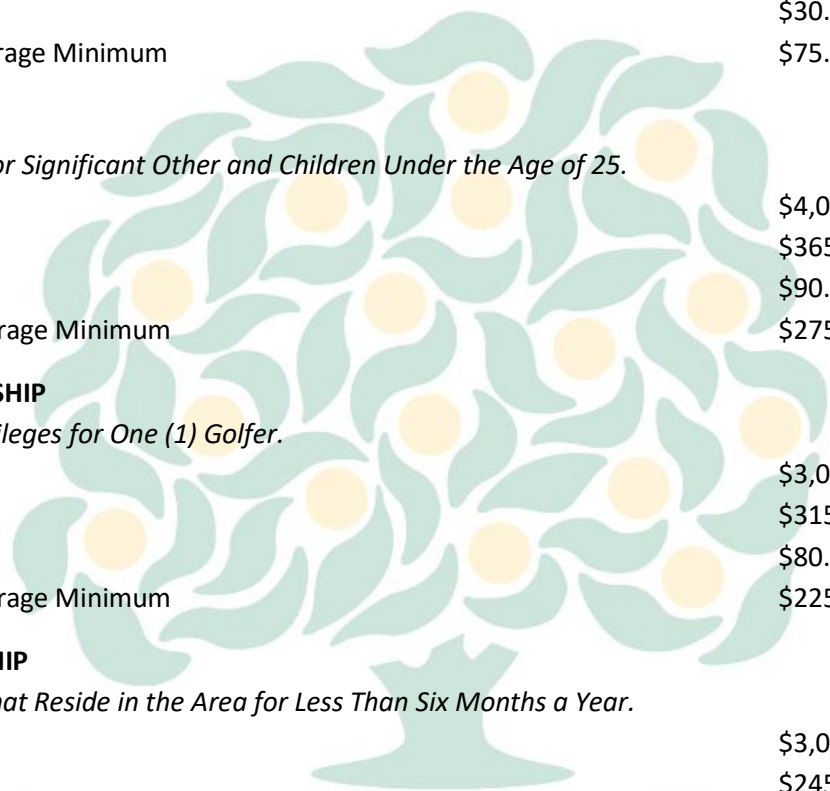 $30.
rage Minimum $75.
or Significant Other and Children Under the Age of 25.
$4,0
$365
$90.
rage Minimum $275
SHIP
ileges for One (1) Golfer.
$3,0
$315
$80.
rage Minimum $225
HIP
hat Reside in the Area for Less Than Six Months a Year.
$3,0
$245